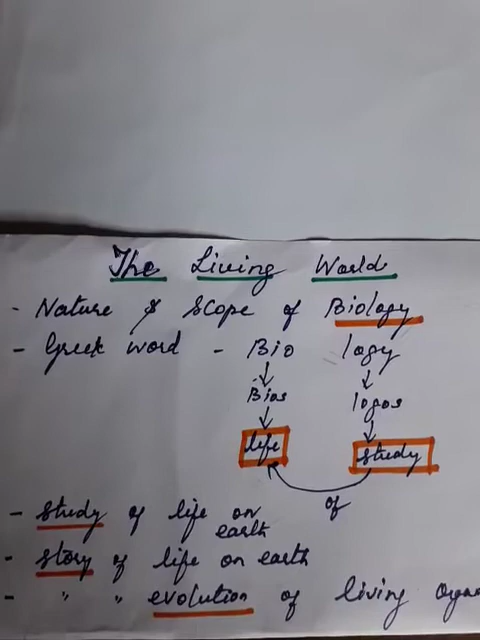 The Living World
- Nature & Scope of Biology
- Greek word - Bio logy
Bios logos
life study
of
- Study of life on earth
- Story of life on earth
- " " evolution of living